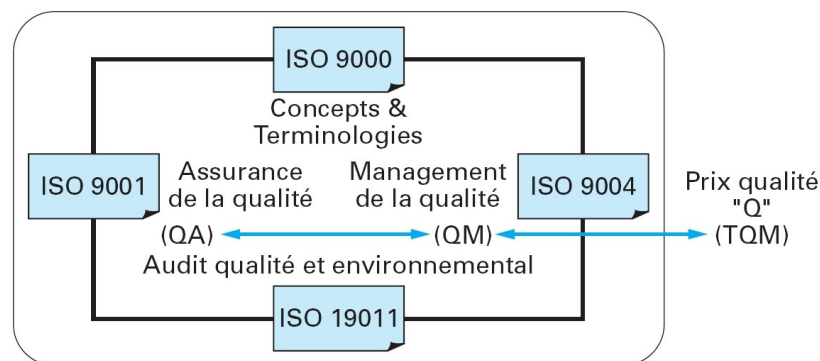 ISO 9000
Concepts &
Terminologies
ISO 9001
Assurance
de la qualité
(QA)
Management
de la qualité
(QM)
ISO 9004
Prix qualité
"Q"
(TQM)
Audit qualité et environnemental
ISO 19011